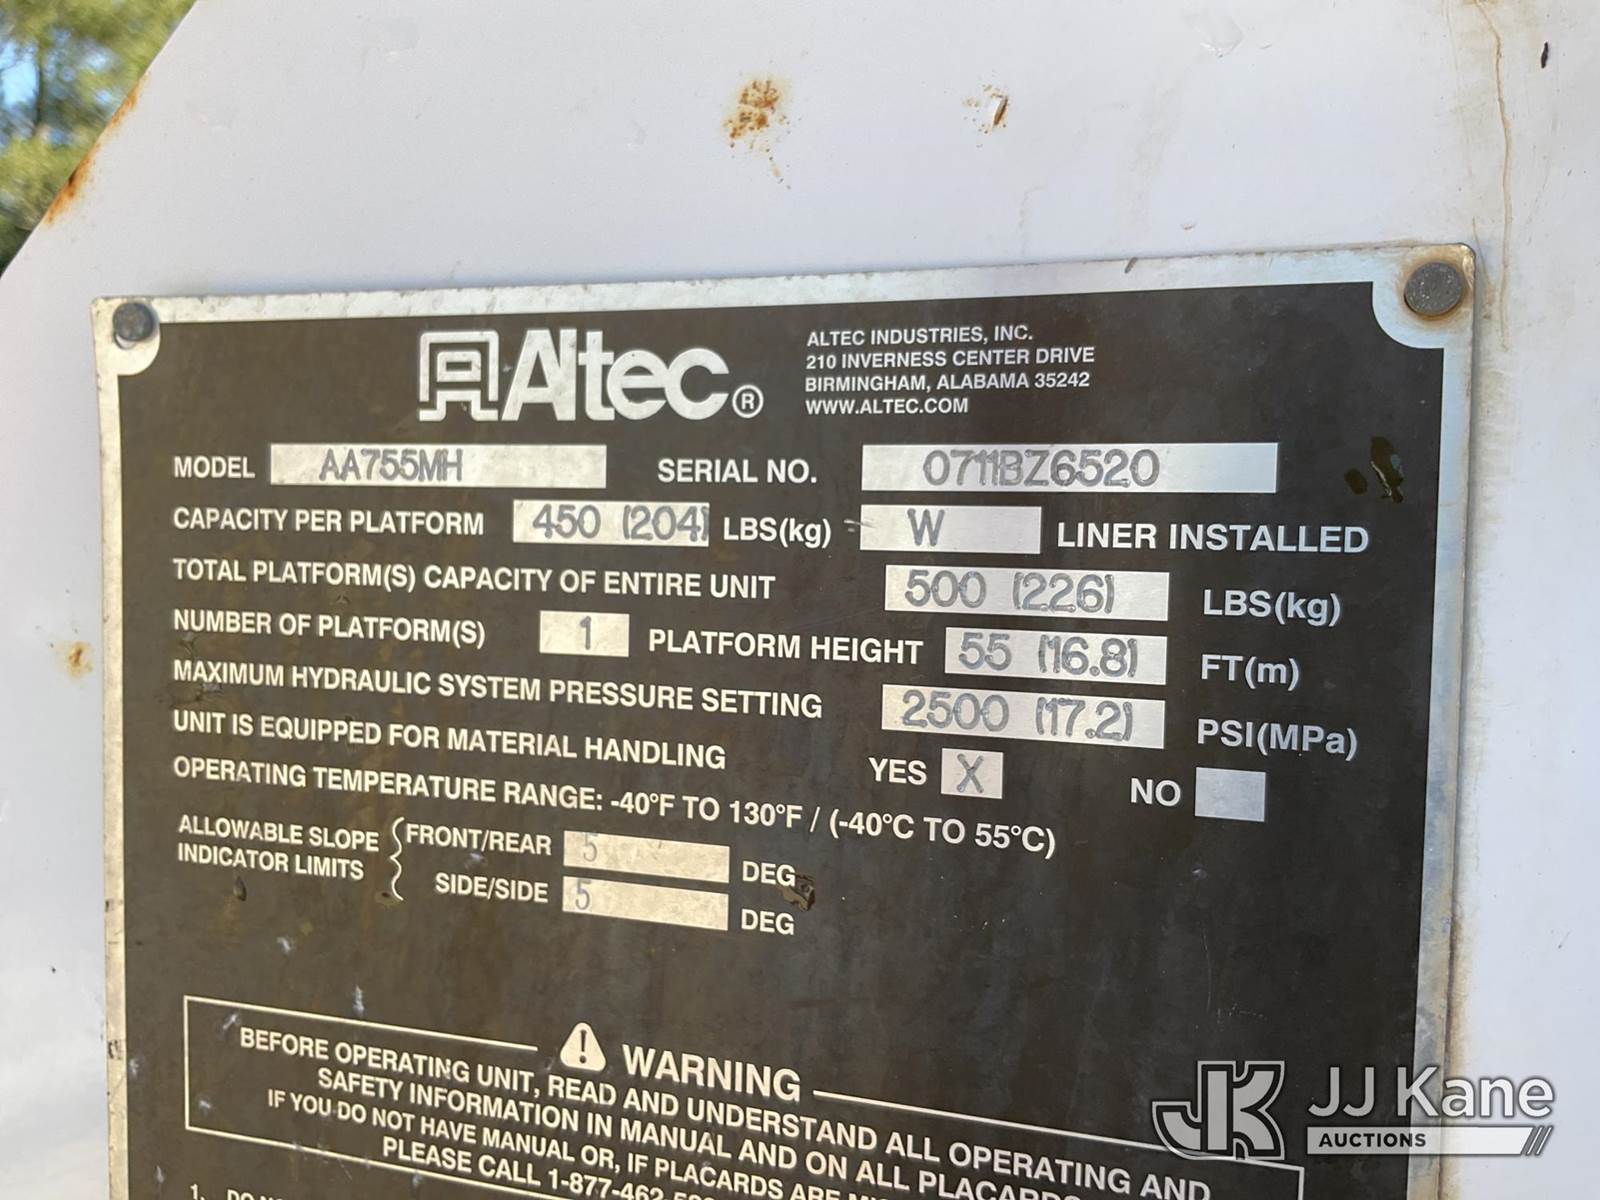 Altec®
ALTEC INDUSTRIES, INC.
210 INVERNESS CENTER DRIVE
BIRMINGHAM, ALABAMA 35242
WWW.ALTEC.COM
MODEL AA755MH SERIAL NO. 0711BZ6520
CAPACITY PER PLATFORM 450 (204) LBS(kg) W LINER INSTALLED
TOTAL PLATFORM(S) CAPACITY OF ENTIRE UNIT 500 (226) LBS(kg)
NUMBER OF PLATFORM(S) 1 PLATFORM HEIGHT 55 (16.8) FT(m)
MAXIMUM HYDRAULIC SYSTEM PRESSURE SETTING 2500 (17.2) PSI(MPa)
UNIT IS EQUIPPED FOR MATERIAL HANDLING YES X NO
OPERATING TEMPERATURE RANGE: -40°F TO 130°F / (-40°C TO 55°C)
ALLOWABLE SLOPE INDICATOR LIMITS
FRONT/REAR 5 DEG
SIDE/SIDE 5 DEG
WARNING
BEFORE OPERATING UNIT, READ AND UNDERSTAND ALL OPERATING AND
SAFETY INFORMATION IN MANUAL AND ON ALL
IF YOU DO NOT HAVE MANUAL OR, IF PLACARDS ARE
PLEASE CALL 1-877-462-
1.
JK JJ Kane
AUCTIONS